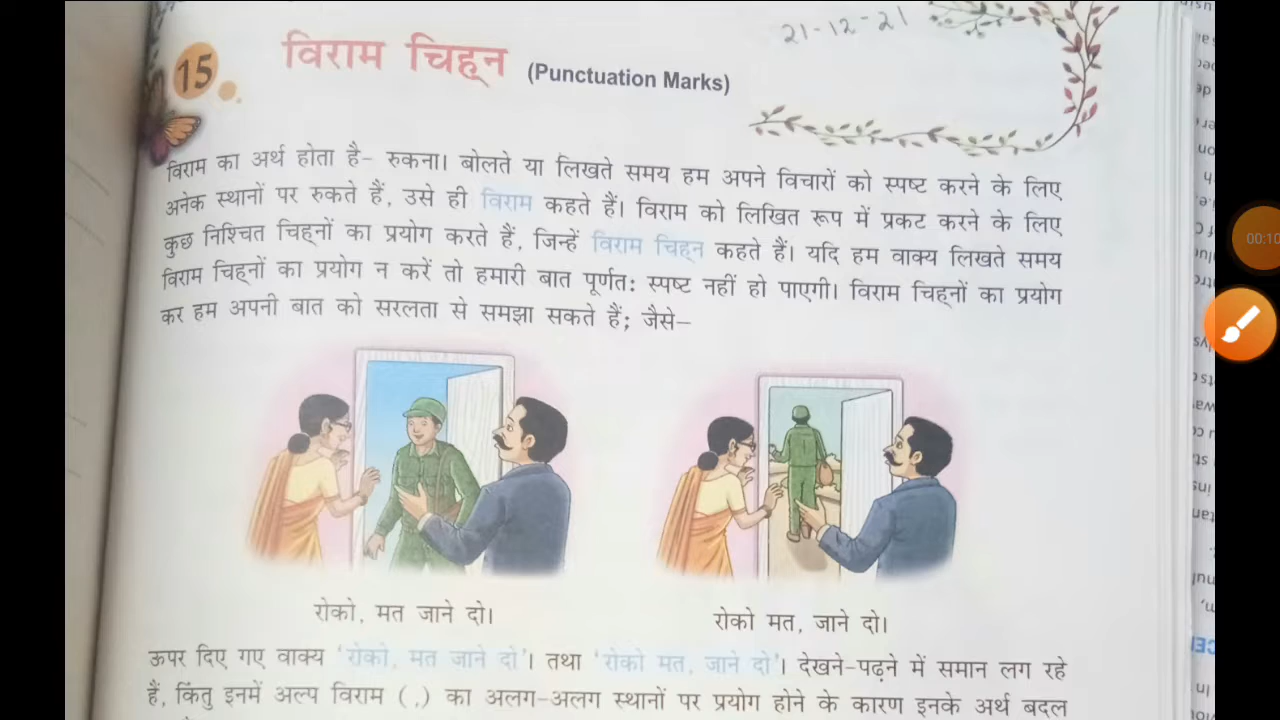 21-12-21
15
विराम चिह्न (Punctuation Marks)
विराम का अर्थ होता है– रुकना। बोलते या लिखते समय हम अपने विचारों को स्पष्ट करने के लिए
अनेक स्थानों पर रुकते हैं, उसे ही विराम कहते हैं। विराम को लिखित रूप में प्रकट करने के लिए
कुछ निश्चित चिह्नों का प्रयोग करते हैं, जिन्हें विराम चिह्न कहते हैं। यदि हम वाक्य लिखते समय
विराम चिह्नों का प्रयोग न करें तो हमारी बात पूर्णतः स्पष्ट नहीं हो पाएगी। विराम चिह्नों का प्रयोग
कर हम अपनी बात को सरलता से समझा सकते हैं; जैसे–
रोको, मत जाने दो।
रोको मत, जाने दो।
ऊपर दिए गए वाक्य 'रोको, मत जाने दो'। तथा 'रोको मत, जाने दो'। देखने-पढ़ने में समान लग रहे
हैं, किंतु इनमें अल्प विराम (,) का अलग-अलग स्थानों पर प्रयोग होने के कारण इनके अर्थ बदल
00:10